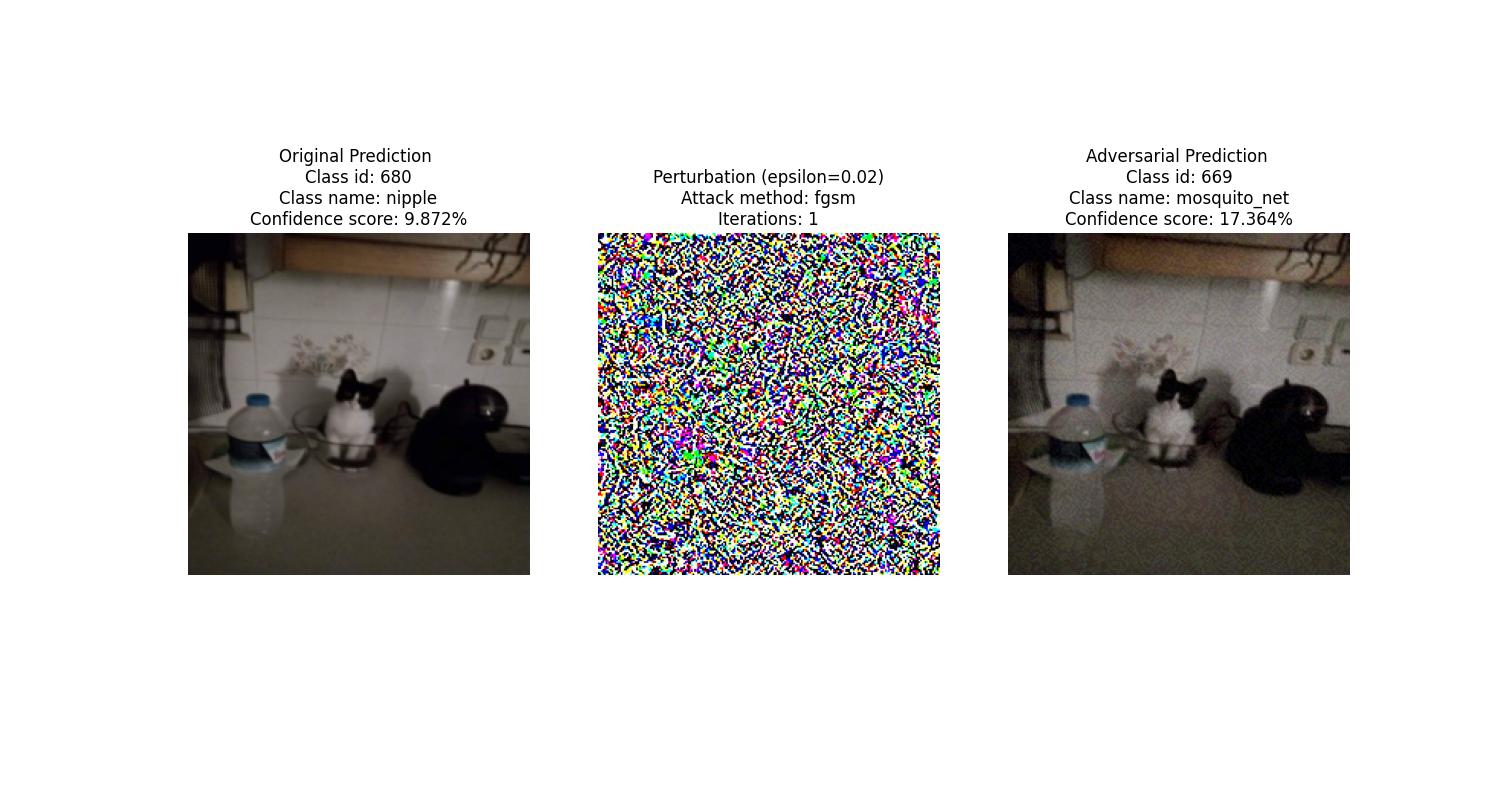 Original Prediction
Class id: 680
Class name: nipple
Confidence score: 9.872%
Perturbation (epsilon=0.02)
Attack method: fgsm
Iterations: 1
Adversarial Prediction
Class id: 669
Class name: mosquito_net
Confidence score: 17.364%